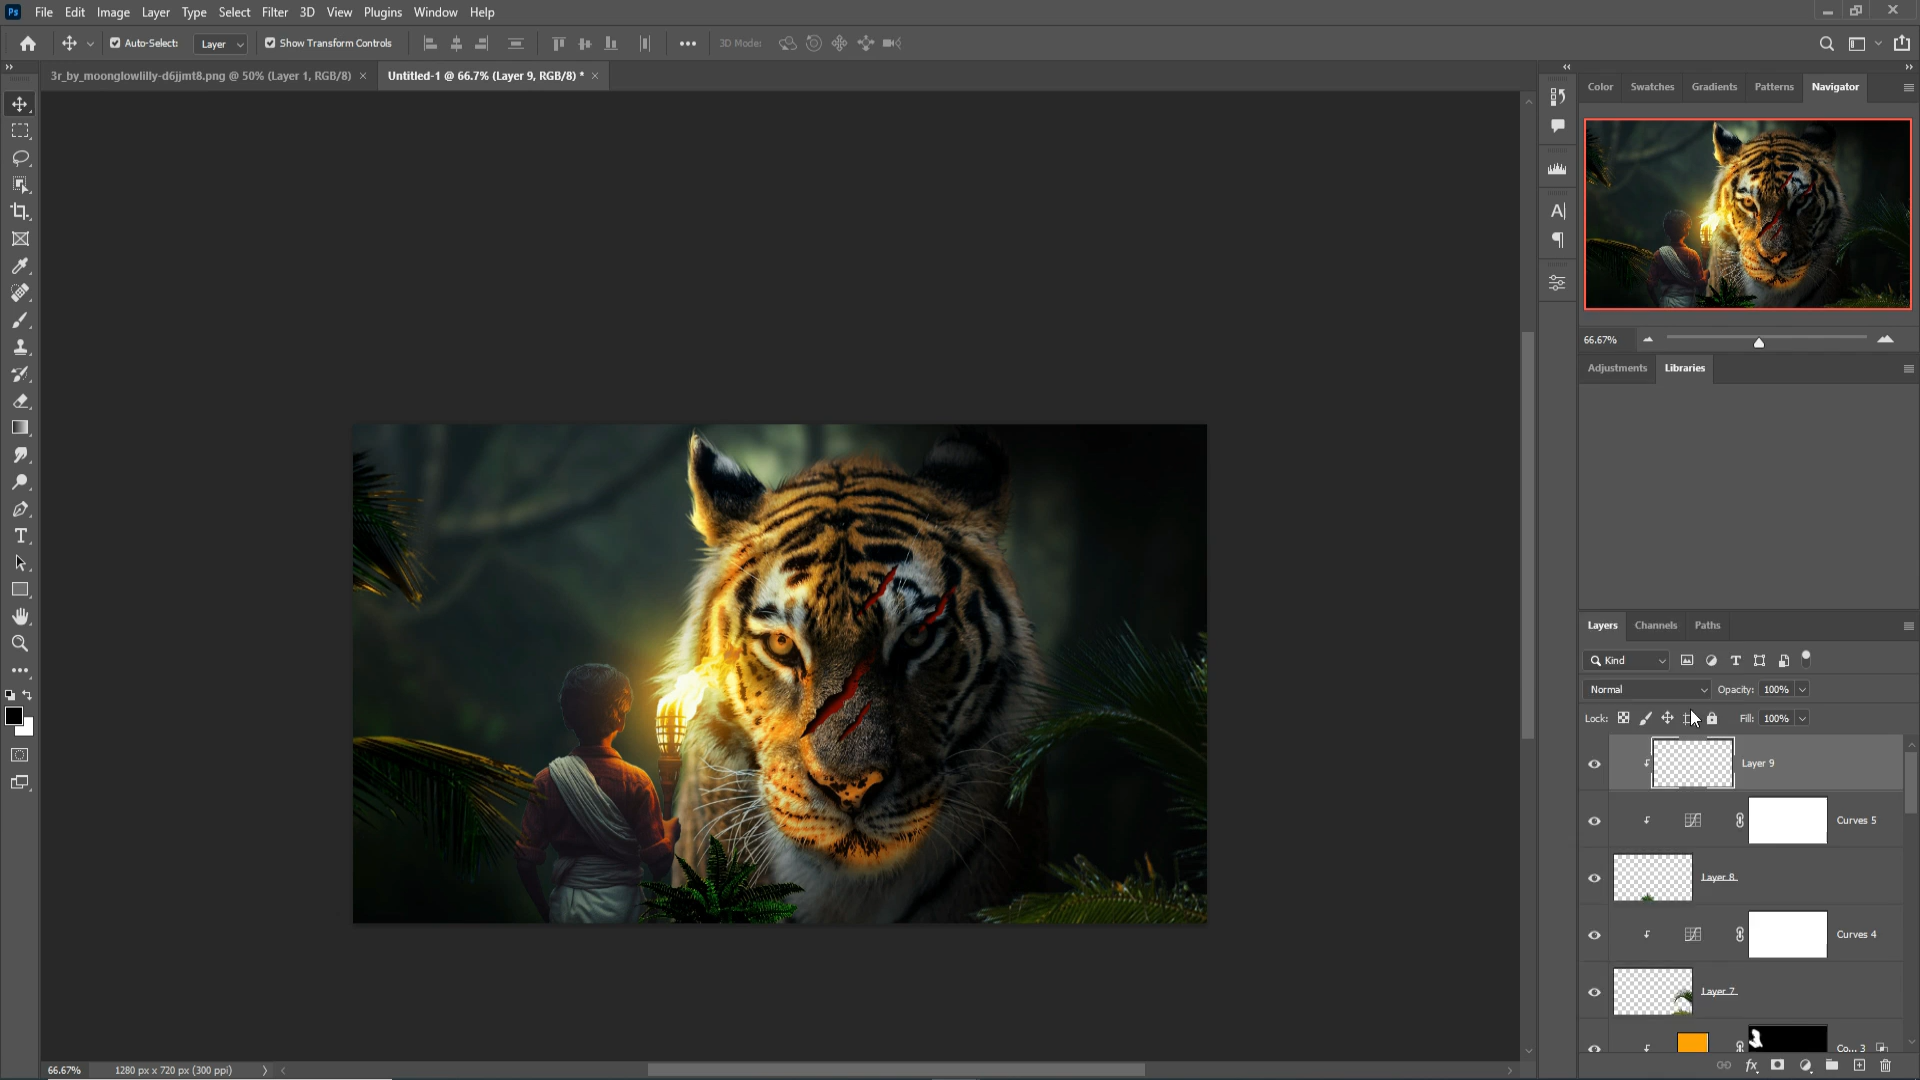 Ps File Edit Image Layer Type Select Filter 3D View Plugins Window Help
Auto-Select: Layer Show Transform Controls 3D Mode:
3r_by_moonglowlilly-d6jjmt8.png @ 50% (Layer 1, RGB/8) × Untitled-1 @ 66.7% (Layer 9, RGB/8) * ×
Color Swatches Gradients Patterns Navigator
66.67%
Adjustments Libraries
Layers Channels Paths
Kind
Normal Opacity: 100%
Lock: Fill: 100%
Layer 9
Curves 5
Layer 8
Curves 4
Layer 7
Co... 3
66.67% 1280 px x 720 px (300 ppi)